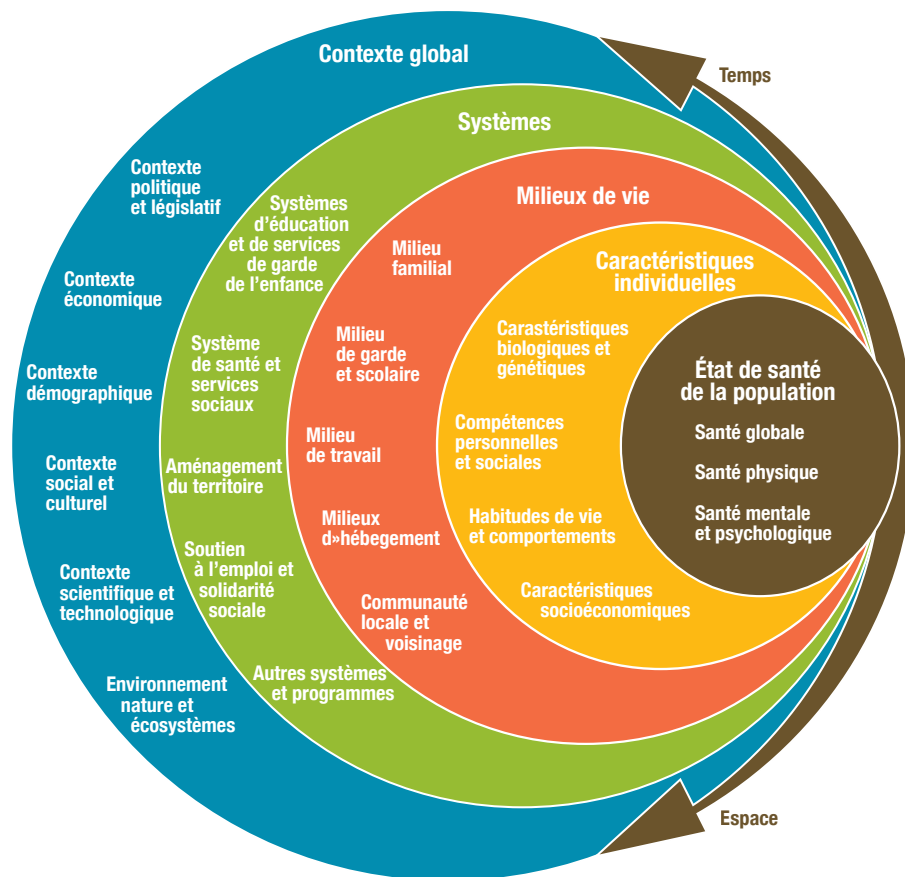 Contexte global
Temps
Systèmes
Contexte
politique
et législatif
Contexte
économique
Contexte
démographique
Contexte
social et
culturel
Contexte
scientifique et
technologique
Environnement
nature et
écosystèmes
Systèmes
d'éducation
et de services
de garde
de l'enfance
Système
de santé et
services
sociaux
Aménagement
du territoire
Soutien
à l'emploi et
solidarité
sociale
Autres systèmes
et programmes
Milieux de vie
Milieu
familial
Milieu
de garde
et scolaire
Milieu
de travail
Milieux
d»hébegement
Communauté
locale et
voisinage
Caractéristiques
individuelles
Carastéristiques
biologiques et
génétiques
Compétences
personnelles
et sociales
Habitudes de vie
et comportements
Caractéristiques
socioéconomiques
État de santé
de la population
Santé globale
Santé physique
Santé mentale
et psychologique
Espace